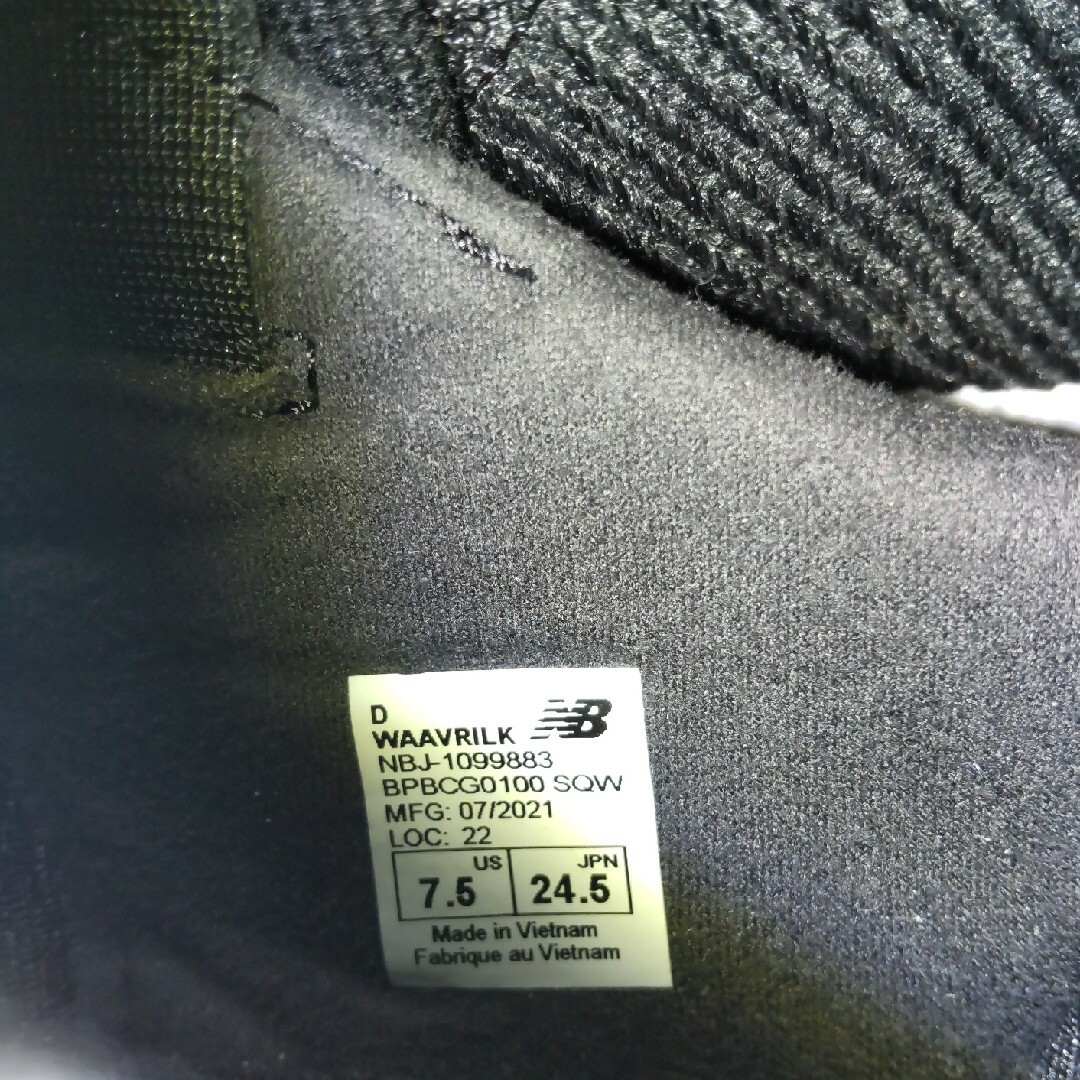 D
WAAVRILK NB
NBJ-1099883
BPBCG0100 SQW
MFG: 07/2021
LOC: 22
US JPN
7.5 24.5
Made in Vietnam
Fabrique au Vietnam